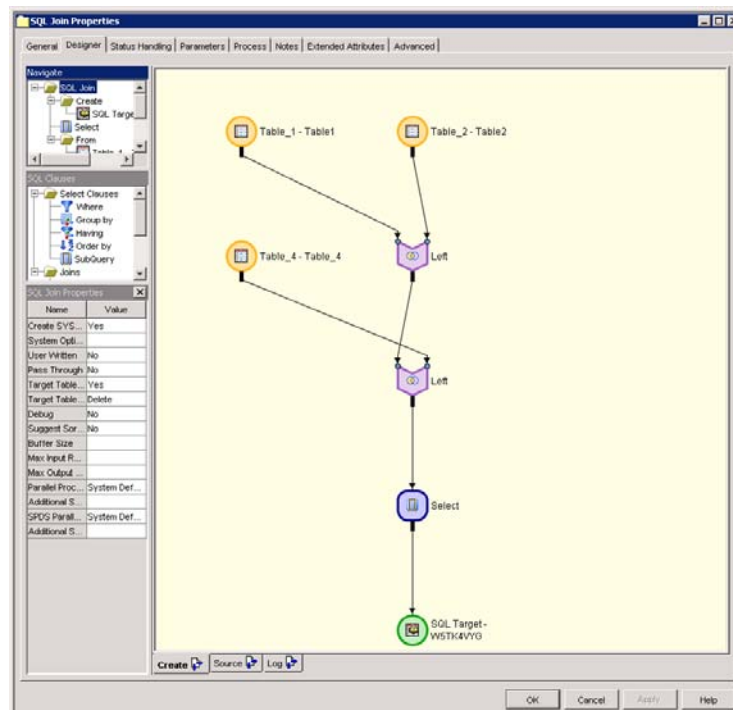 SQL Join Properties
General Designer Status Handling Parameters Process Notes Extended Attributes Advanced
Navigate
SQL Join
Create
SQL Targe
Select
From
Table_1
SQL Clauses
Select Clauses
Where
Group by
Having
Order by
SubQuery
Joins
SQL Join Properties
Name Value
Create SYS... Yes
System Opti...
User Written No
Pass Through No
Target Table... Yes
Target Table... Delete
Debug No
Suggest Sor... No
Buffer Size
Max Input R...
Max Output ...
Parallel Proc... System Def...
Additional S...
SPDS Parall... System Def...
Additional S...
Table_1 - Table1
Table_2 - Table2
Left
Table_4 - Table_4
Left
Select
SQL Target -
W5TK4VYG
Create Source Log
OK Cancel Apply Help